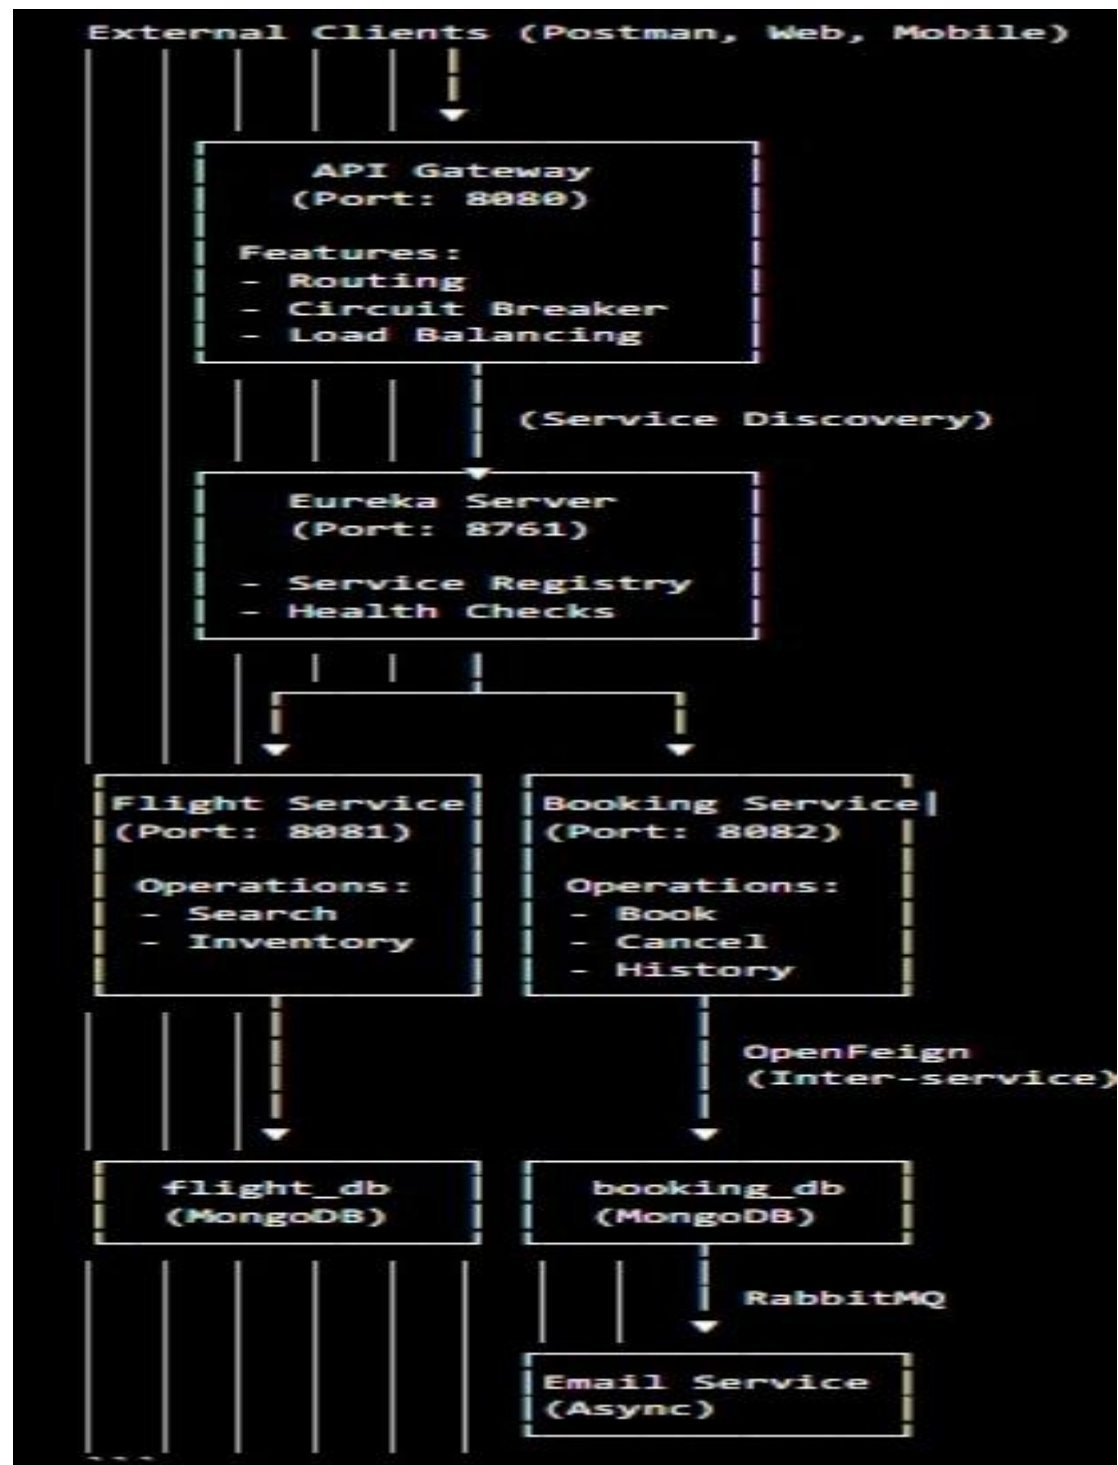 External Clients (Postman, Web, Mobile)
API Gateway
(Port: 8080)
Features:
- Routing
- Circuit Breaker
- Load Balancing
(Service Discovery)
Eureka Server
(Port: 8761)
- Service Registry
- Health Checks
Flight Service
(Port: 8081)
Operations:
- Search
- Inventory
Booking Service
(Port: 8082)
Operations:
- Book
- Cancel
- History
OpenFeign
(Inter-service)
flight_db
(MongoDB)
booking_db
(MongoDB)
RabbitMQ
Email Service
(Async)